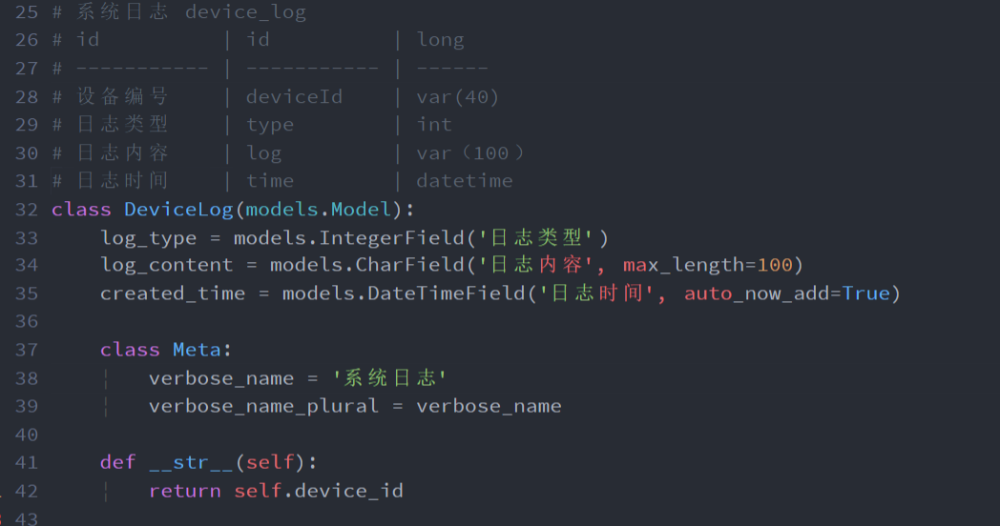 25 # 系统日志 device_log
26 # id | id | long
27 # ----------- | ----------- | ------
28 # 设备编号 | deviceId | var(40)
29 # 日志类型 | type | int
30 # 日志内容 | log | var（100）
31 # 日志时间 | time | datetime
32 class DeviceLog(models.Model):
33 log_type = models.IntegerField('日志类型')
34 log_content = models.CharField('日志内容', max_length=100)
35 created_time = models.DateTimeField('日志时间', auto_now_add=True)
36
37 class Meta:
38 verbose_name = '系统日志'
39 verbose_name_plural = verbose_name
40
41 def __str__(self):
42 return self.device_id
43